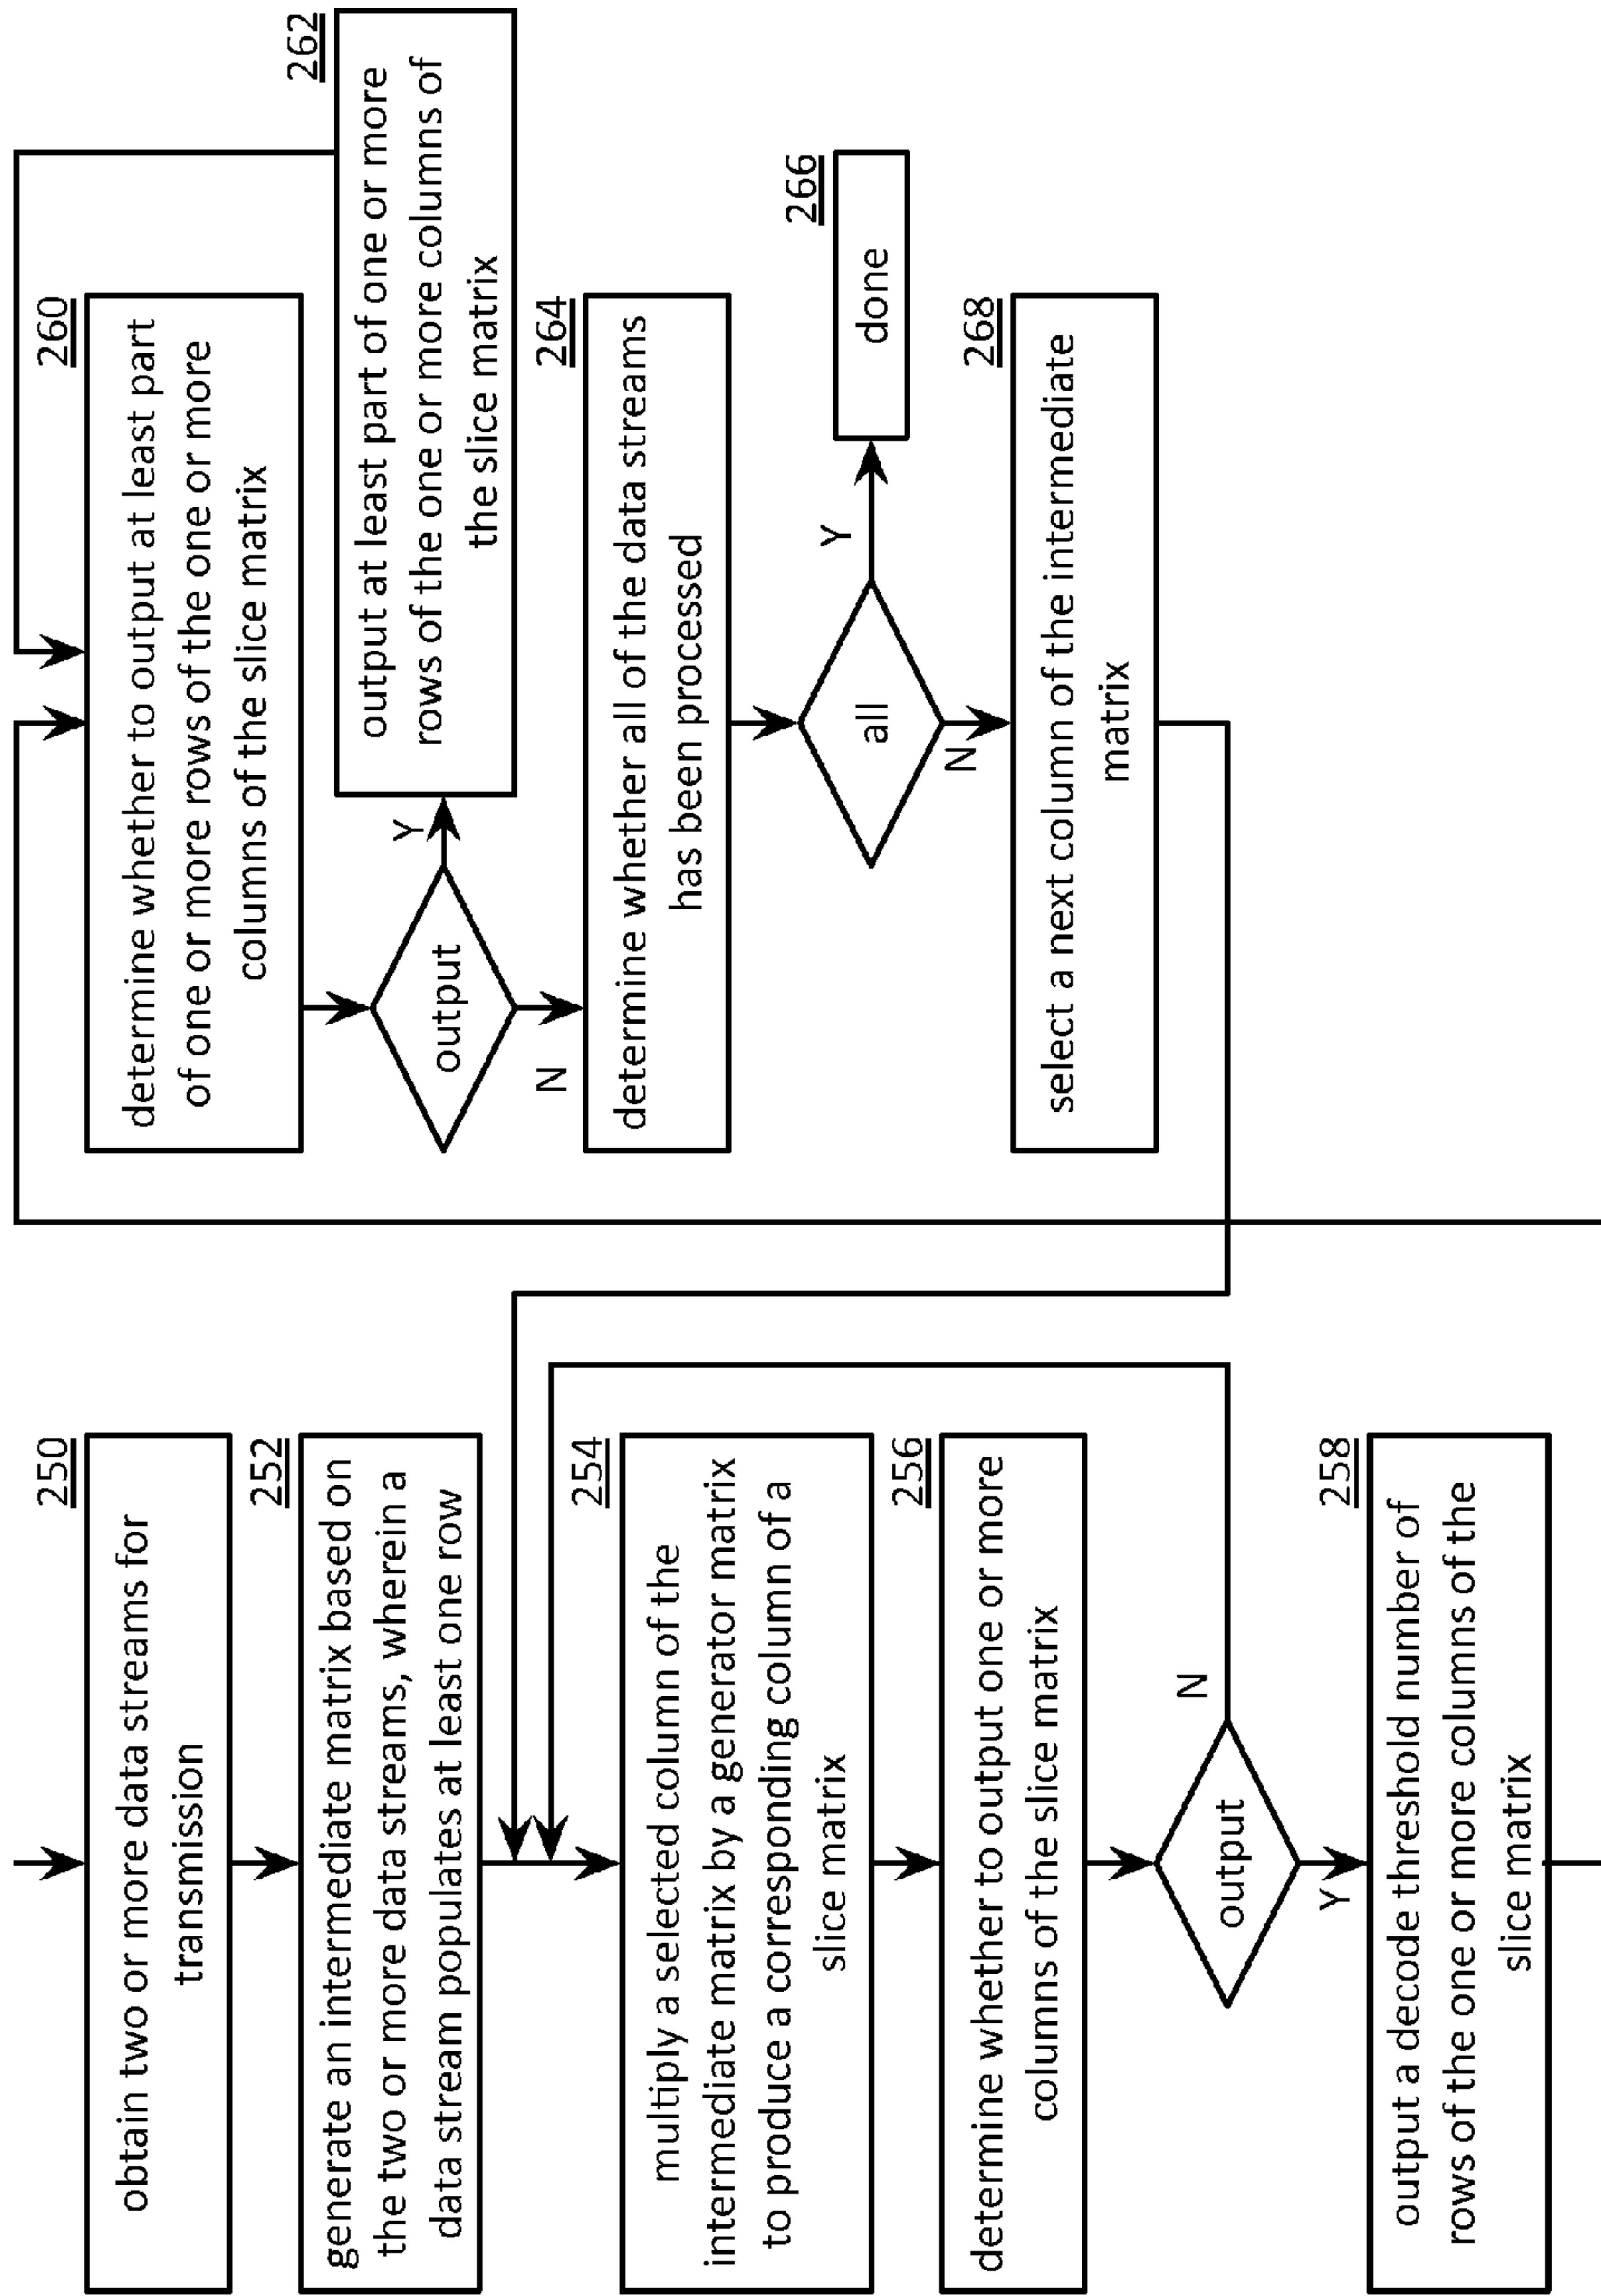 250
obtain two or more data streams for
transmission
252
generate an intermediate matrix based on
the two or more data streams, wherein a
data stream populates at least one row
254
multiply a selected column of the
intermediate matrix by a generator matrix
to produce a corresponding column of a
slice matrix
256
determine whether to output one or more
columns of the slice matrix
output
N
Y
258
output a decode threshold number of
rows of the one or more columns of the
slice matrix
260
determine whether to output at least part
of one or more rows of the one or more
columns of the slice matrix
output
Y
N
262
output at least part of one or more
rows of the one or more columns of
the slice matrix
264
determine whether all of the data streams
has been processed
all
Y
N
266
done
268
select a next column of the intermediate
matrix